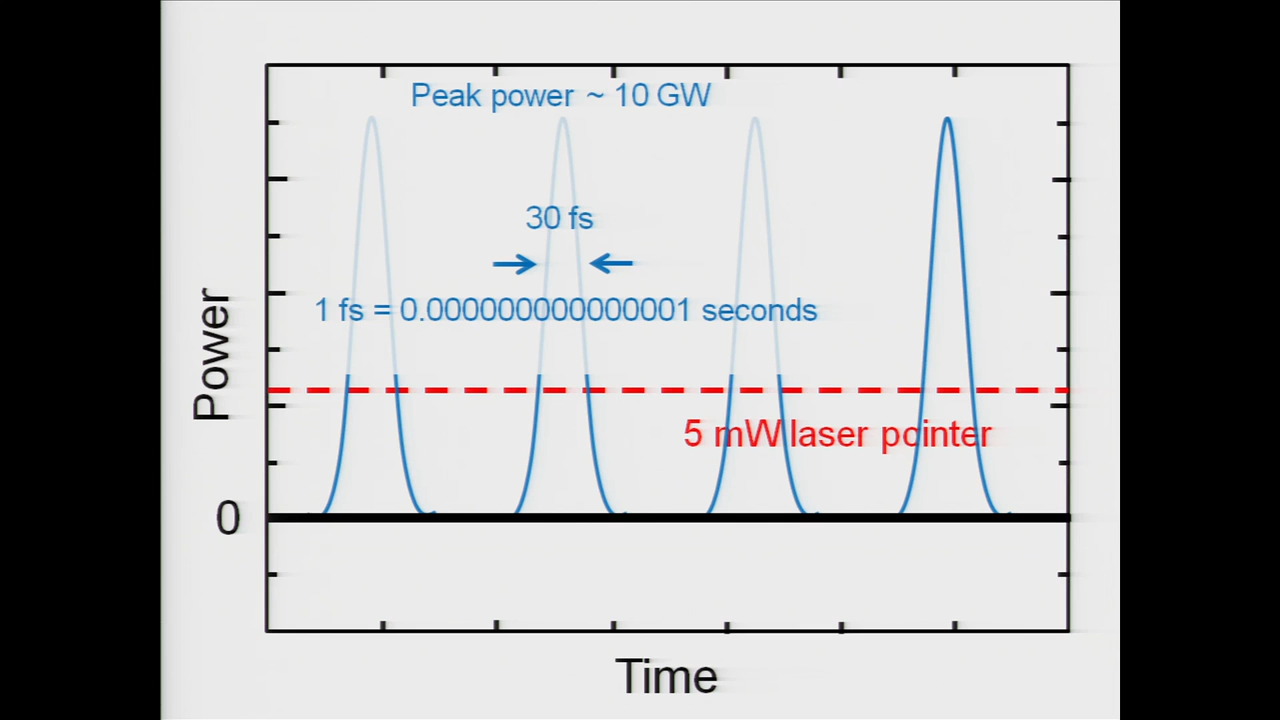 Peak power ~ 10 GW
30 fs
1 fs = 0.000000000000001 seconds
5 mW laser pointer
Power
0
Time